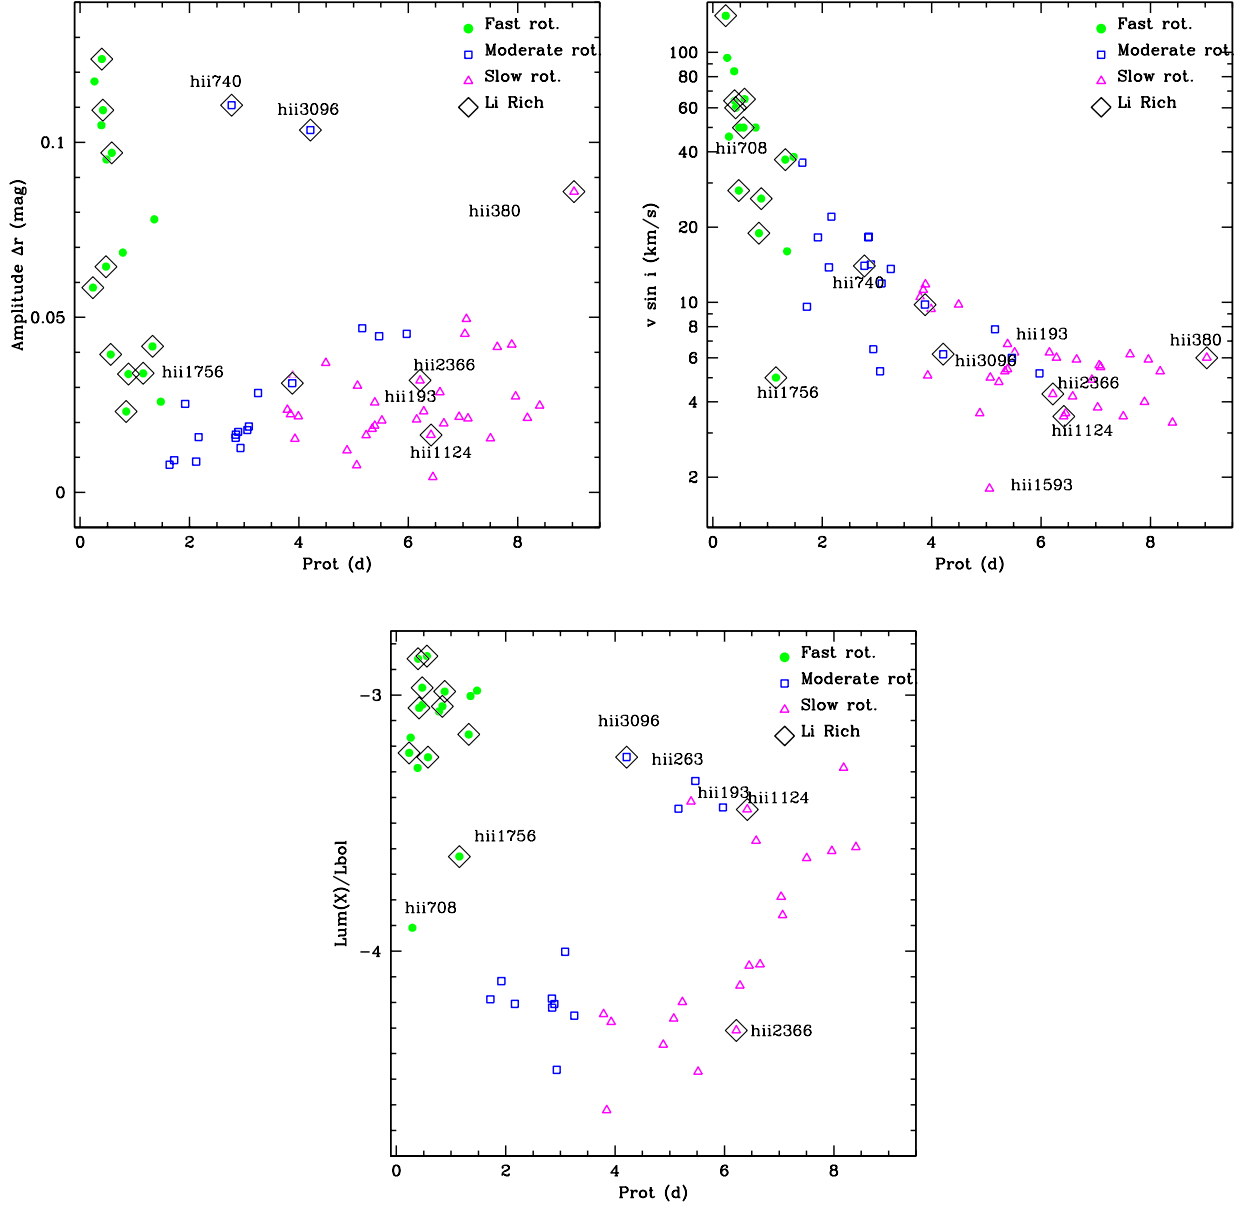 Fast rot.
Moderate rot.
Slow rot.
Li Rich
hii740
hii3096
hii380
hii1756
hii2366
hii193
hii1124
0.1
0.05
0
Amplitude Δr (mag)
0 2 4 6 8
Prot (d)
Fast rot.
Moderate rot.
Slow rot.
Li Rich
100
80
60
40
20
10
8
6
4
2
v sin i (km/s)
hii708
hii740
hii193
hii380
hii3096
hii2366
hii1756
hii1124
hii1593
0 2 4 6 8
Prot (d)
Fast rot.
Moderate rot.
Slow rot.
Li Rich
hii3096
hii263
hii193
hii1124
hii1756
hii708
hii2366
-3
-4
Lum(X)/Lbol
0 2 4 6 8
Prot (d)